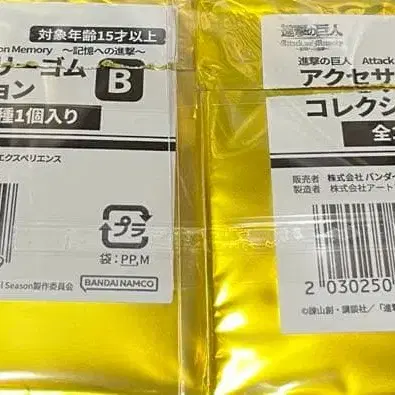 対象年齢15才以上
on Memory ～記憶への進撃～
リーゴム
ョン
B
種1個入り
エクスペリエンス
プラ
袋：PP,M
l Season製作委員会
BANDAI NAMCO
進撃の巨人
Attack on Memory
進撃の巨人 Attack
アクセサ
コレクシ
全
販売者 株式会社バンダ
製造者 株式会社アート
2 030250
©諫山創・講談社／「進撃